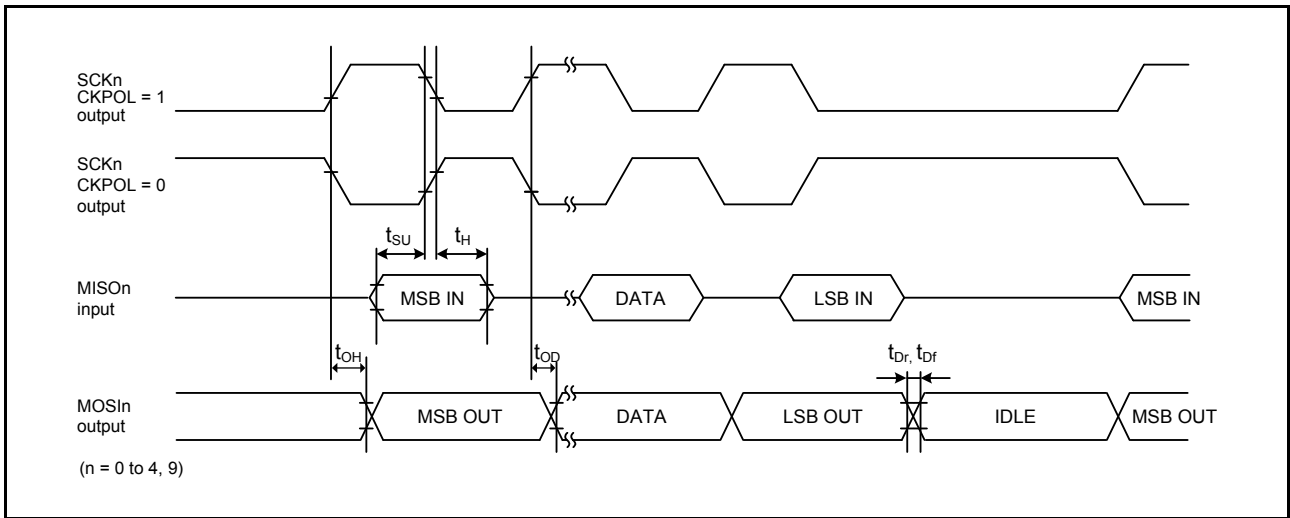 SCKn
CKPOL = 1
output
SCKn
CKPOL = 0
output
tSU
tH
MISOn
input
MSB IN
DATA
LSB IN
MSB IN
tOH
tOD
tDr, tDf
MOSIn
output
MSB OUT
DATA
LSB OUT
IDLE
MSB OUT
(n = 0 to 4, 9)